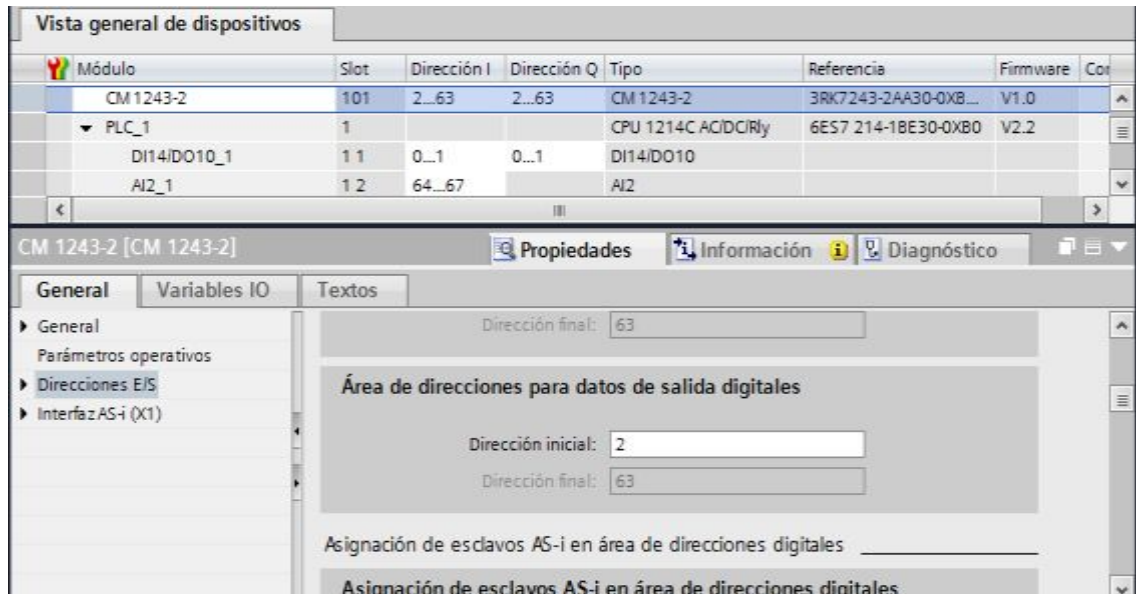 Vista general de dispositivos
Módulo Slot Dirección I Dirección Q Tipo Referencia Firmware Co
CM 1243-2 101 2...63 2...63 CM 1243-2 3RK7243-2AA30-0XB... V1.0
PLC_1 1 CPU 1214C AC/DC/Rly 6ES7 214-1BE30-0XB0 V2.2
DI14/DO10_1 1 1 0...1 0...1 DI14/DO10
AI2_1 1 2 64...67 AI2
CM 1243-2 [CM 1243-2] Propiedades Información Diagnóstico
General Variables IO Textos
General
Parámetros operativos
Direcciones E/S
Interfaz AS-i (X1)
Dirección final: 63
Área de direcciones para datos de salida digitales
Dirección inicial: 2
Dirección final: 63
Asignación de esclavos AS-i en área de direcciones digitales
Asignación de esclavos AS-i en área de direcciones digitales